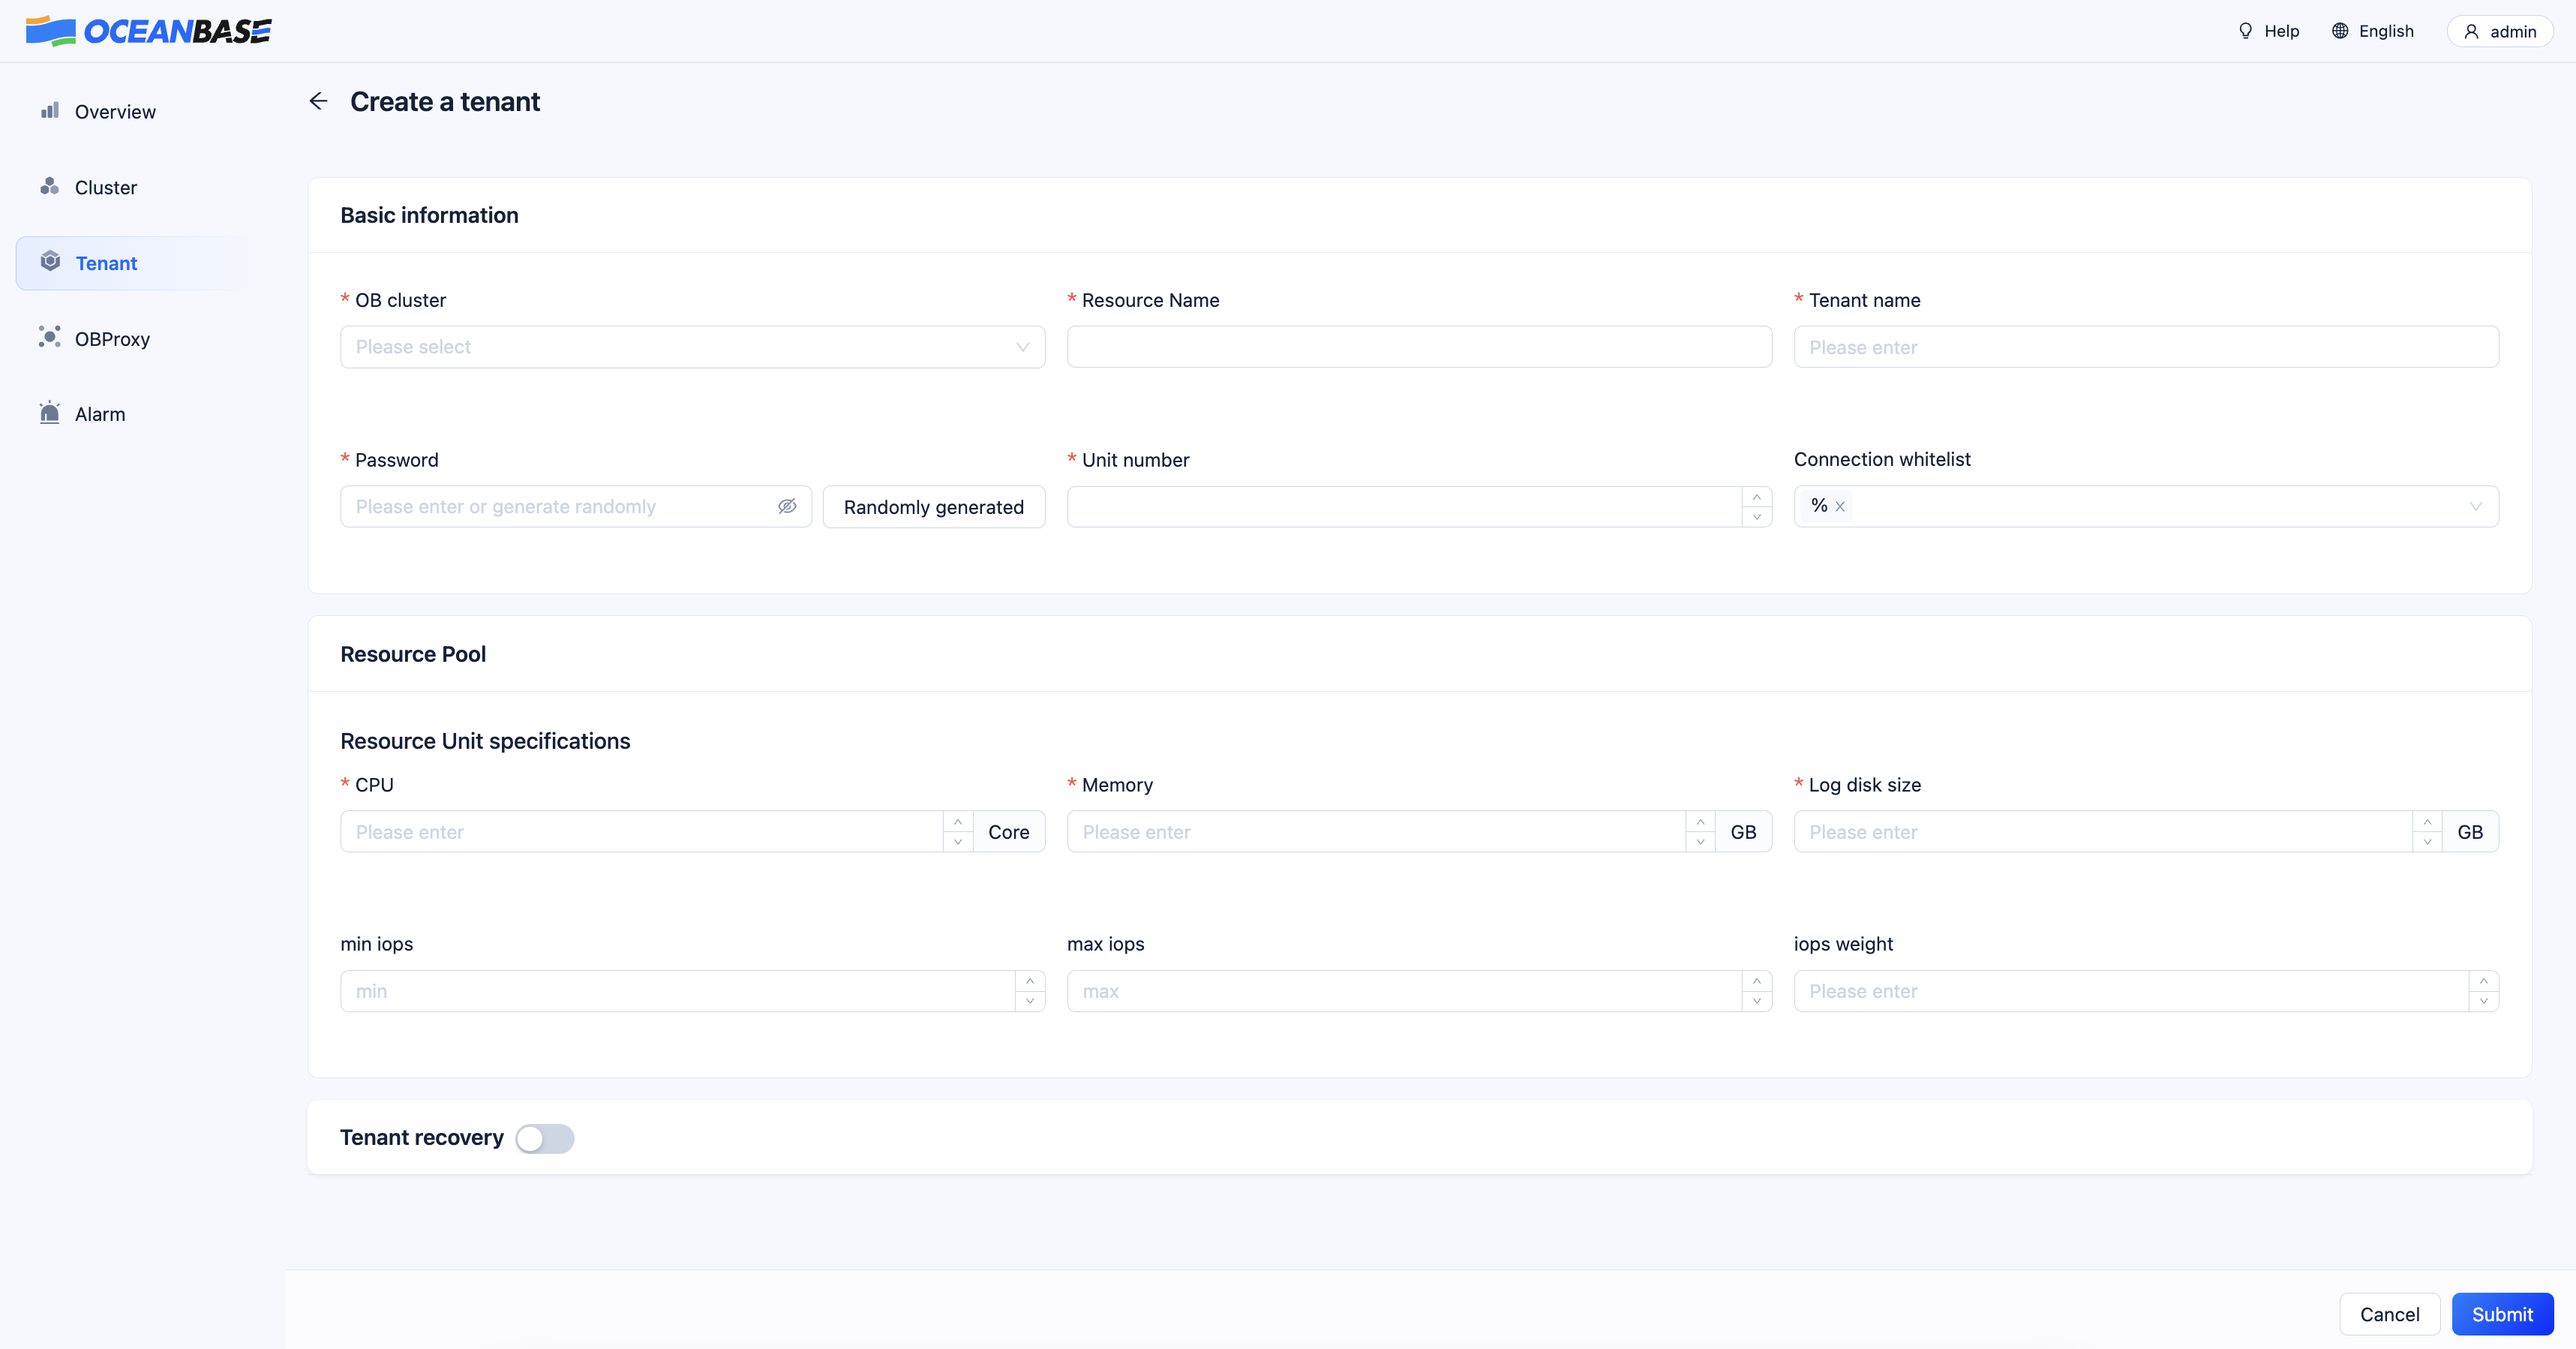 OCEANBASE
Help
English
admin
Overview
Cluster
Tenant
OBProxy
Alarm
Create a tenant
Basic information
* OB cluster
* Resource Name
* Tenant name
Please select
Please enter
* Password
* Unit number
Connection whitelist
Please enter or generate randomly
Randomly generated
%
Resource Pool
Resource Unit specifications
* CPU
* Memory
* Log disk size
Please enter
Core
Please enter
GB
Please enter
GB
min iops
max iops
iops weight
min
max
Please enter
Tenant recovery
Cancel
Submit